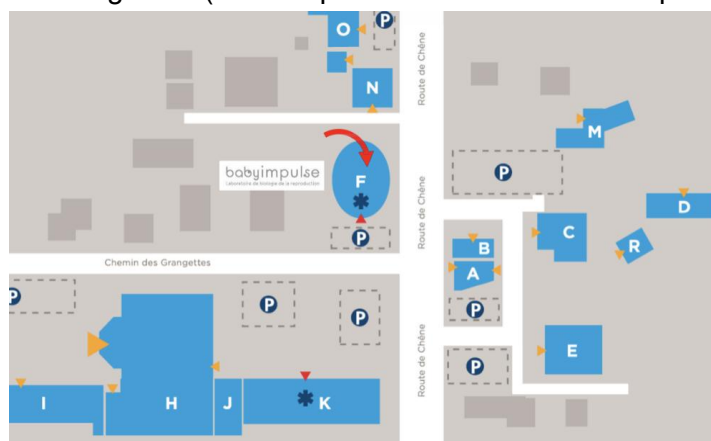 O
P
Route de Chêne
N
M
babyimpulse
Laboratoire de biologie de la reproduction
F
P
D
P
Route de Chêne
C
R
B
A
Chemin des Grangettes
P
P
P
P
E
P
Route de Chêne
I
H
J
K